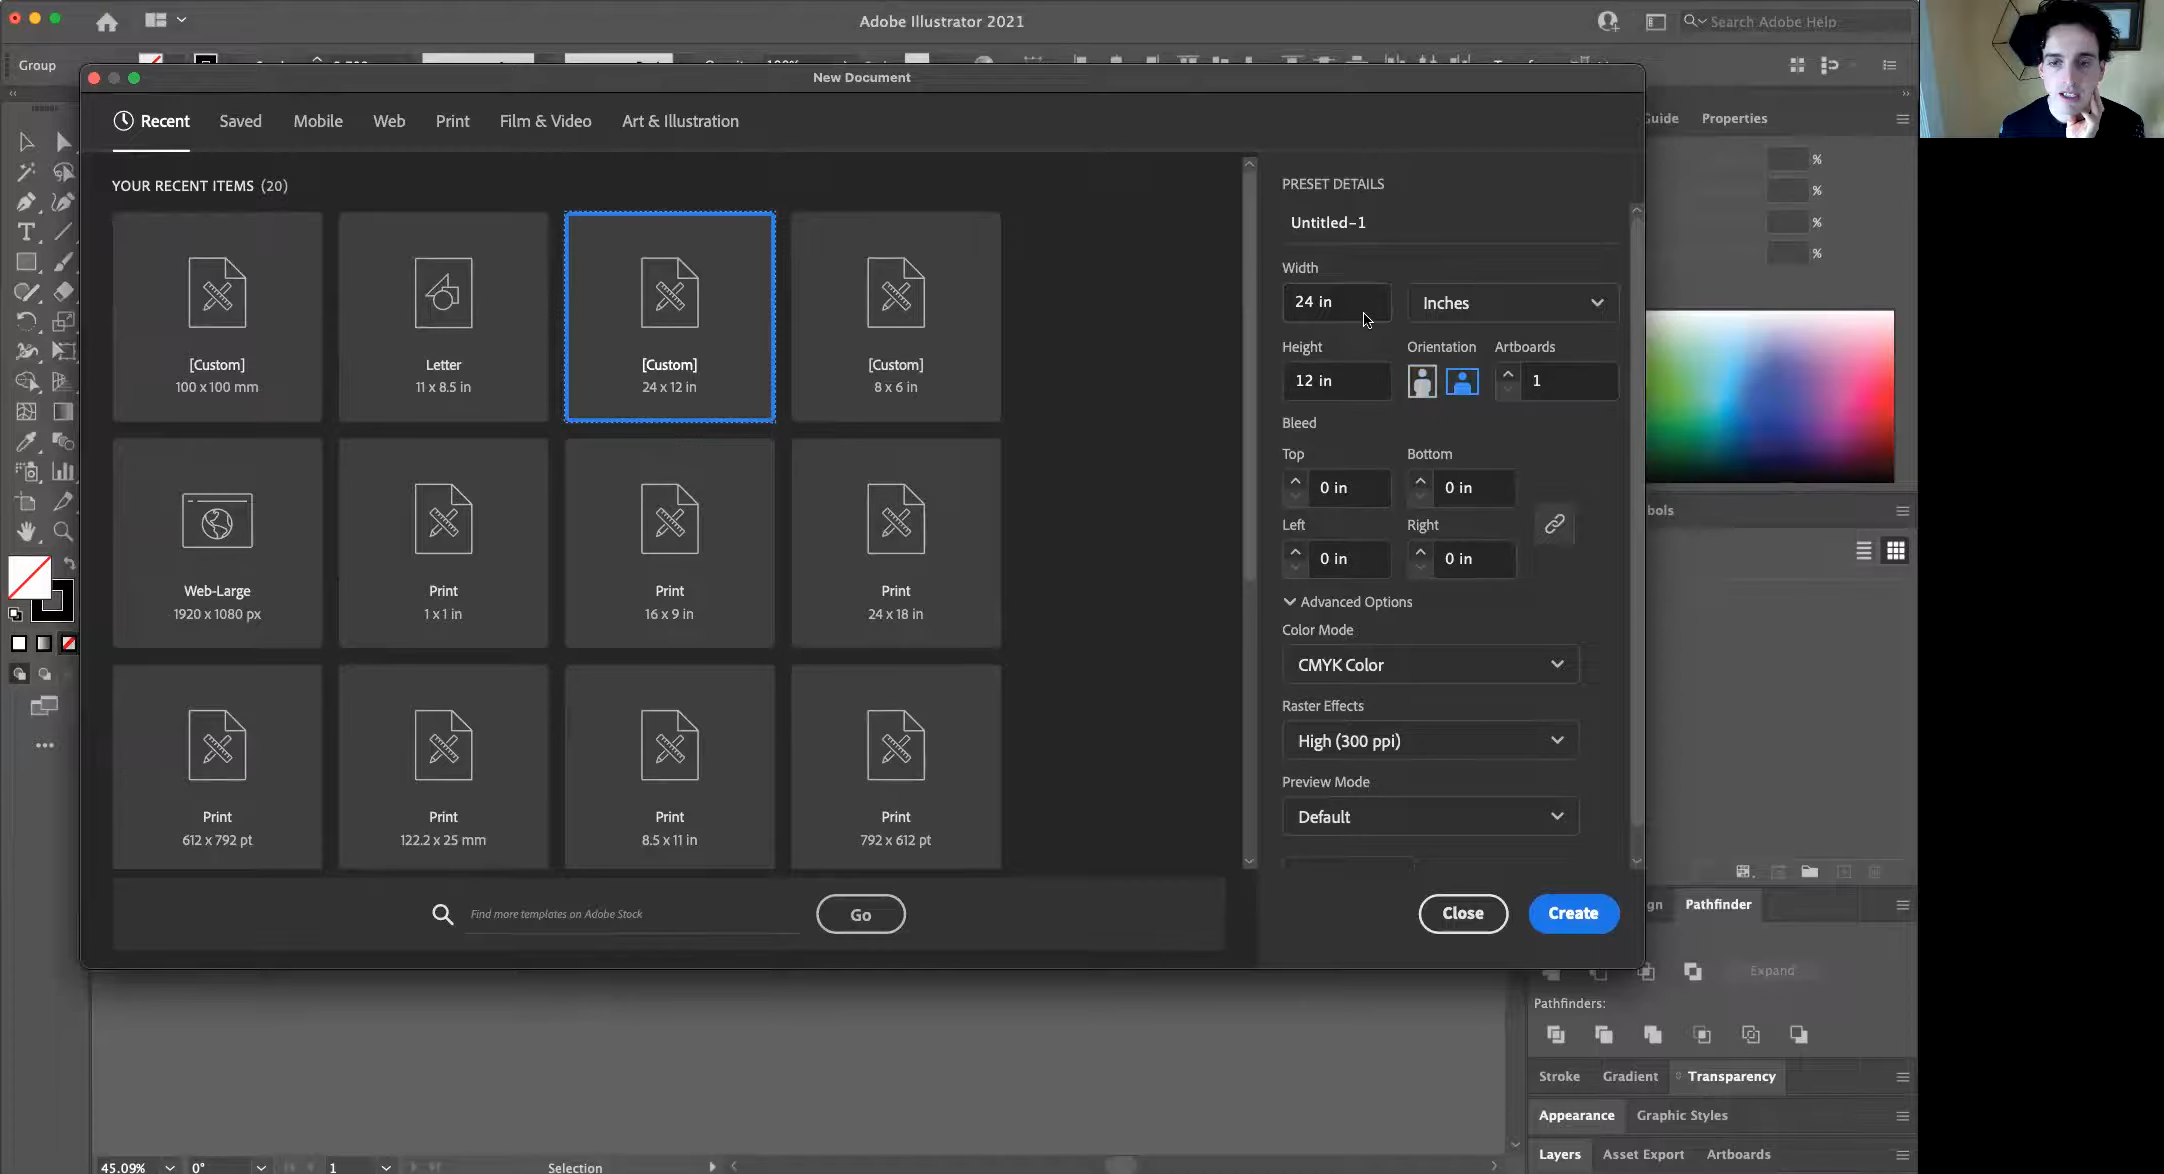 Adobe Illustrator 2021
Search Adobe Help
Group
New Document
Recent
Saved
Mobile
Web
Print
Film & Video
Art & Illustration
Properties
YOUR RECENT ITEMS (20)
[Custom]
100 x 100 mm
Letter
11 x 8.5 in
[Custom]
24 x 12 in
[Custom]
8 x 6 in
Web-Large
1920 x 1080 px
Print
1 x 1 in
Print
16 x 9 in
Print
24 x 18 in
Print
612 x 792 pt
Print
122.2 x 25 mm
Print
8.5 x 11 in
Print
792 x 612 pt
Find more templates on Adobe Stock
Go
PRESET DETAILS
Untitled-1
Width
24 in
Inches
Height
Orientation
Artboards
12 in
1
Bleed
Top
Bottom
0 in
0 in
Left
Right
0 in
0 in
Advanced Options
Color Mode
CMYK Color
Raster Effects
High (300 ppi)
Preview Mode
Default
Close
Create
%
%
%
%
Pathfinder
Expand
Pathfinders:
Stroke
Gradient
Transparency
Appearance
Graphic Styles
Layers
Asset Export
Artboards
45.09%
0°
1
Selection